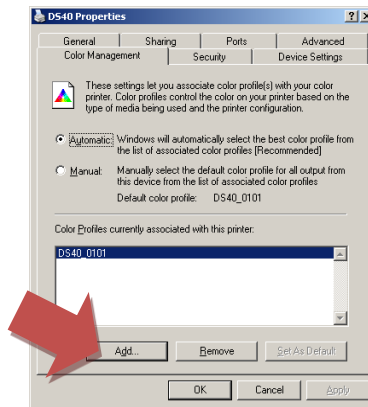 DS40 Properties
General Sharing Ports Advanced
Color Management Security Device Settings
These settings let you associate color profile(s) with your color
printer. Color profiles control the color on your printer based on the
type of media being used and the printer configuration.
Automatic: Windows will automatically select the best color profile from
the list of associated color profiles [Recommended]
Manual: Manually select the default color profile for all output from
this device from the list of associated color profiles
Default color profile: DS40_0101
Color Profiles currently associated with this printer:
DS40_0101
Add... Remove Set As Default
OK Cancel Apply